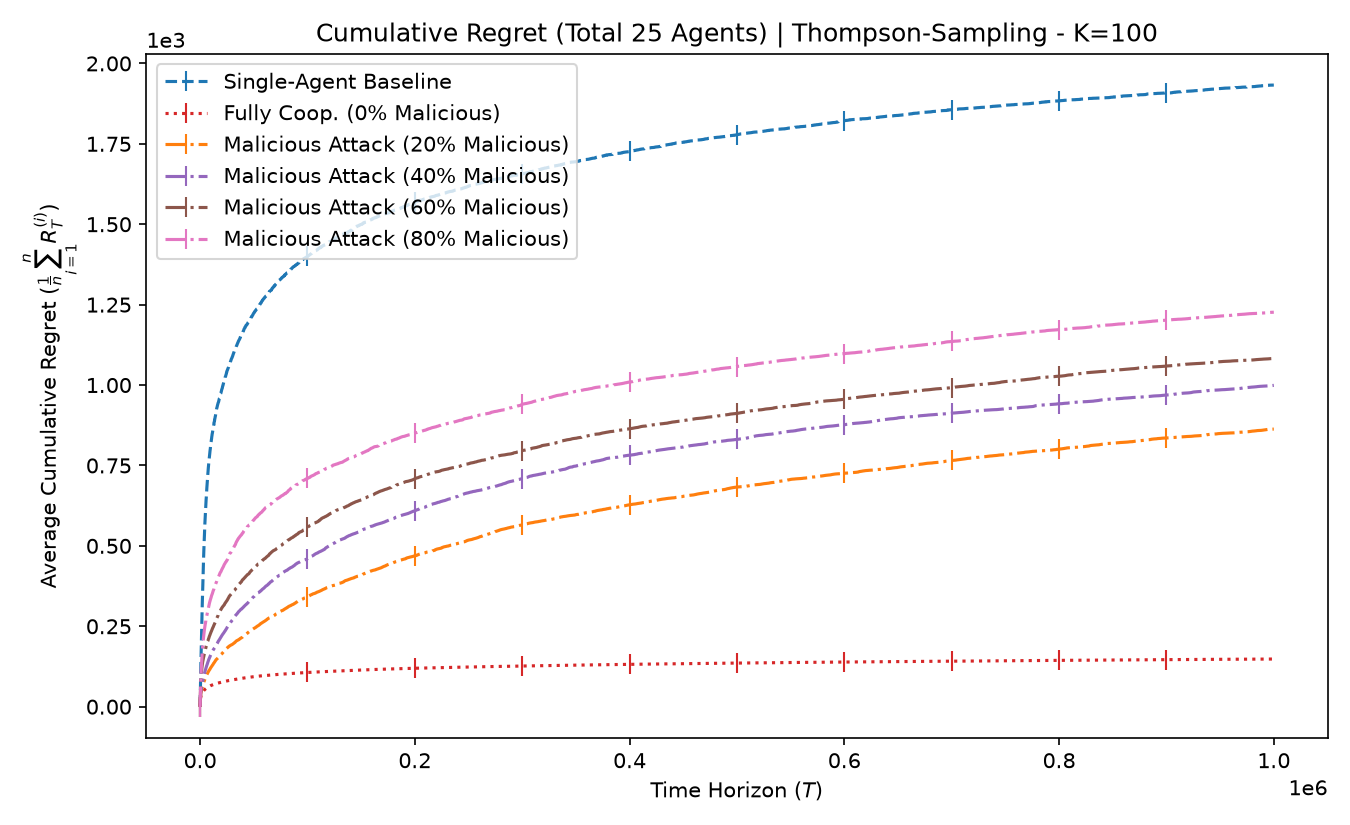 Cumulative Regret (Total 25 Agents) | Thompson-Sampling - K=100
1e3
2.00
1.75
1.50
1.25
1.00
0.75
0.50
0.25
0.00
Average Cumulative Regret ($\frac{1}{n}\sum_{i=1}^{n} R_T^{(i)}$)
Single-Agent Baseline
Fully Coop. (0% Malicious)
Malicious Attack (20% Malicious)
Malicious Attack (40% Malicious)
Malicious Attack (60% Malicious)
Malicious Attack (80% Malicious)
0.0 0.2 0.4 0.6 0.8 1.0
1e6
Time Horizon (T)